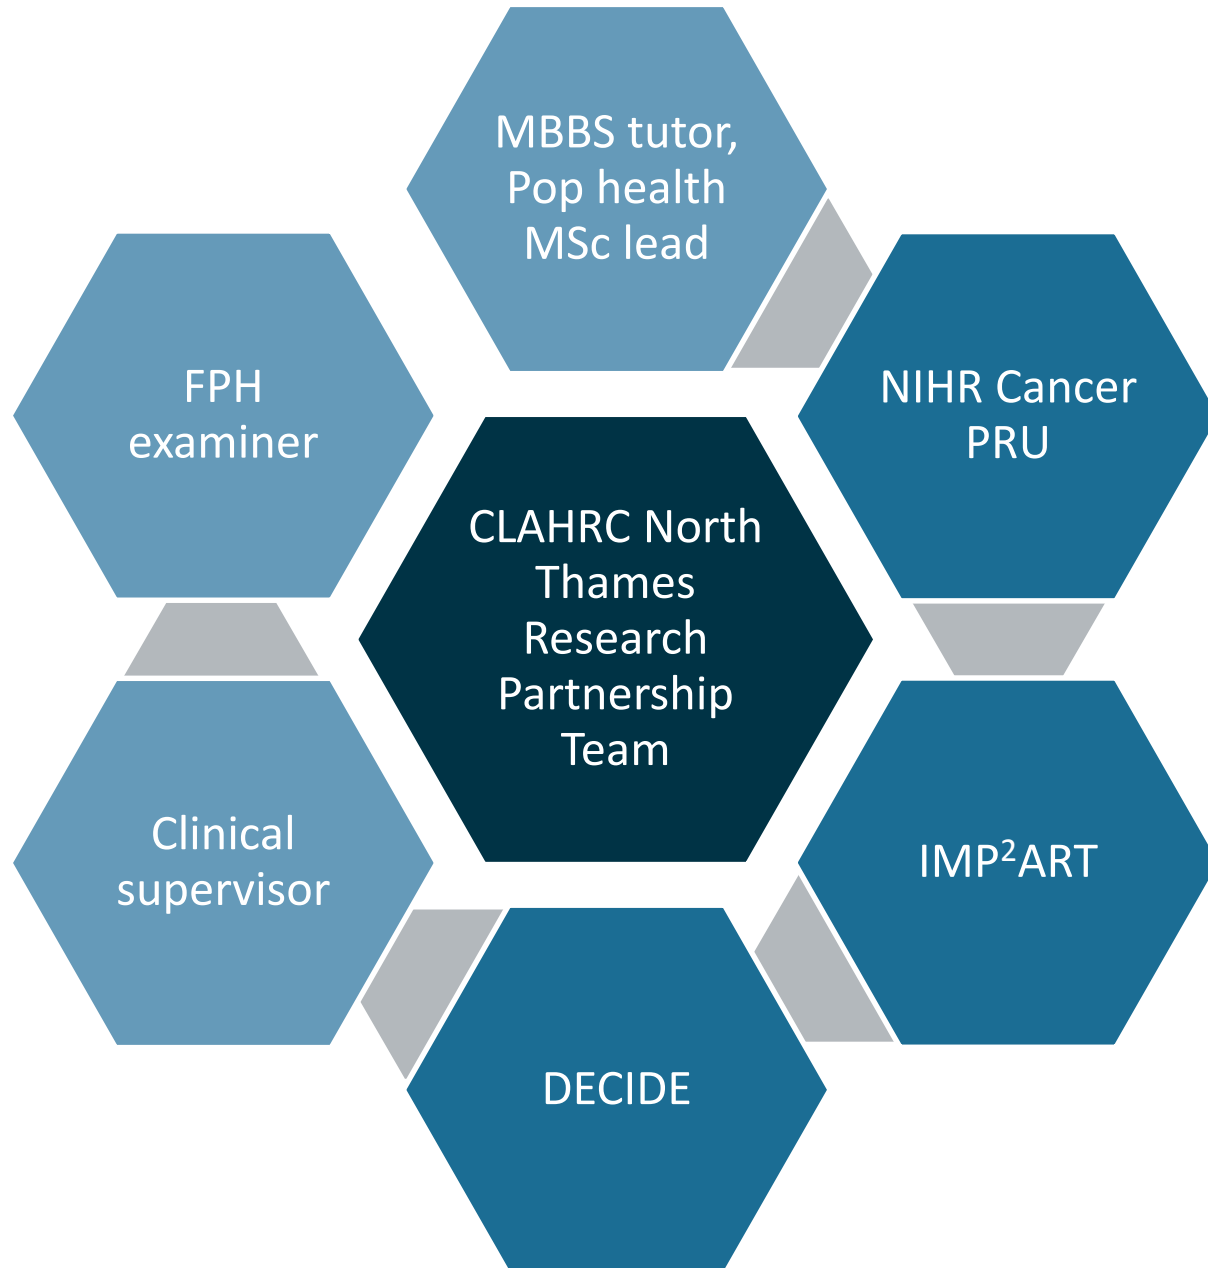 MBBS tutor,
Pop health
MSc lead
NIHR Cancer
PRU
FPH
examiner
CLAHRC North
Thames
Research
Partnership
Team
IMP²ART
Clinical
supervisor
DECIDE